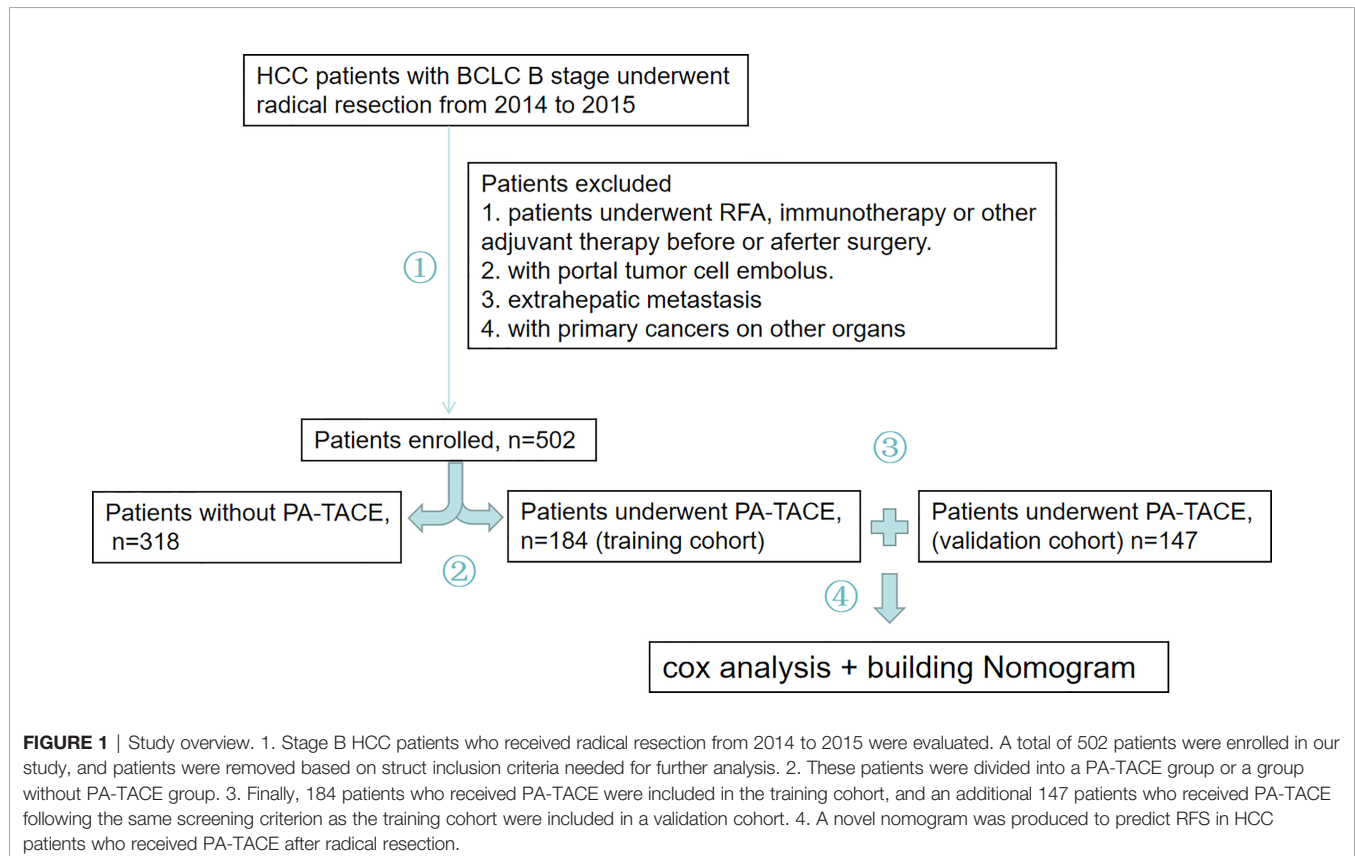 HCC patients with BCLC B stage underwent
radical resection from 2014 to 2015
Patients excluded
1. patients underwent RFA, immunotherapy or other
adjuvant therapy before or aferter surgery.
2. with portal tumor cell embolus.
3. extrahepatic metastasis
4. with primary cancers on other organs
①
Patients enrolled, n=502
③
Patients without PA-TACE,
n=318
Patients underwent PA-TACE,
n=184 (training cohort)
Patients underwent PA-TACE,
(validation cohort) n=147
②
④
cox analysis + building Nomogram
FIGURE 1 | Study overview. 1. Stage B HCC patients who received radical resection from 2014 to 2015 were evaluated. A total of 502 patients were enrolled in our
study, and patients were removed based on struct inclusion criteria needed for further analysis. 2. These patients were divided into a PA-TACE group or a group
without PA-TACE group. 3. Finally, 184 patients who received PA-TACE were included in the training cohort, and an additional 147 patients who received PA-TACE
following the same screening criterion as the training cohort were included in a validation cohort. 4. A novel nomogram was produced to predict RFS in HCC
patients who received PA-TACE after radical resection.